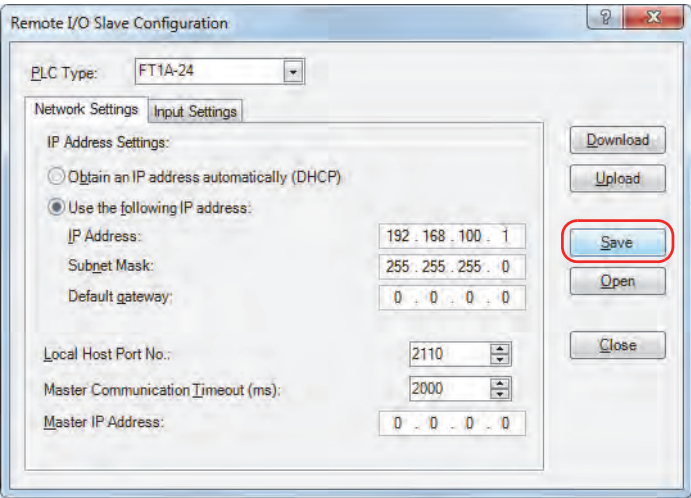 Remote I/O Slave Configuration
PLC Type: FT1A-24
Network Settings Input Settings
IP Address Settings:
Download
Obtain an IP address automatically (DHCP)
Upload
Use the following IP address:
IP Address: 192 . 168 . 100 . 1
Save
Subnet Mask: 255 . 255 . 255 . 0
Open
Default gateway: 0 . 0 . 0 . 0
Local Host Port No.: 2110
Close
Master Communication Timeout (ms): 2000
Master IP Address: 0 . 0 . 0 . 0